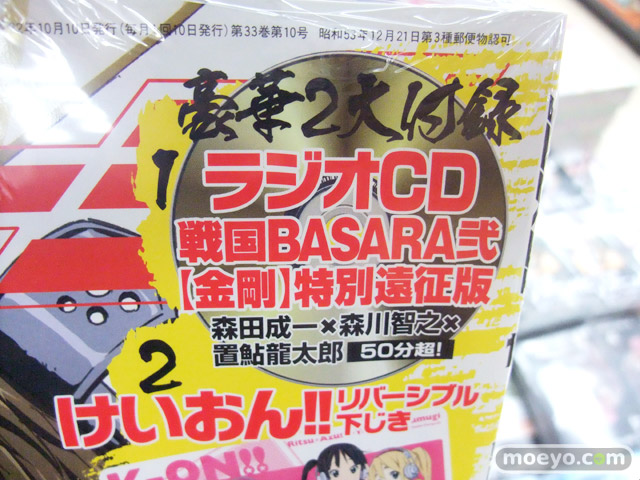 2年10月10日発行(毎月1回10日発行)第33巻第10号 昭和53年12月21日第3種郵便物認可
豪華2大付録
1
ラジオCD
戦国BASARA弐
【金剛】特別遠征版
森田成一×森川智之×
置鮎龍太郎 50分超!
2
けいおん!!リバーシブル
下じき
K-ON!!
moeyo.com